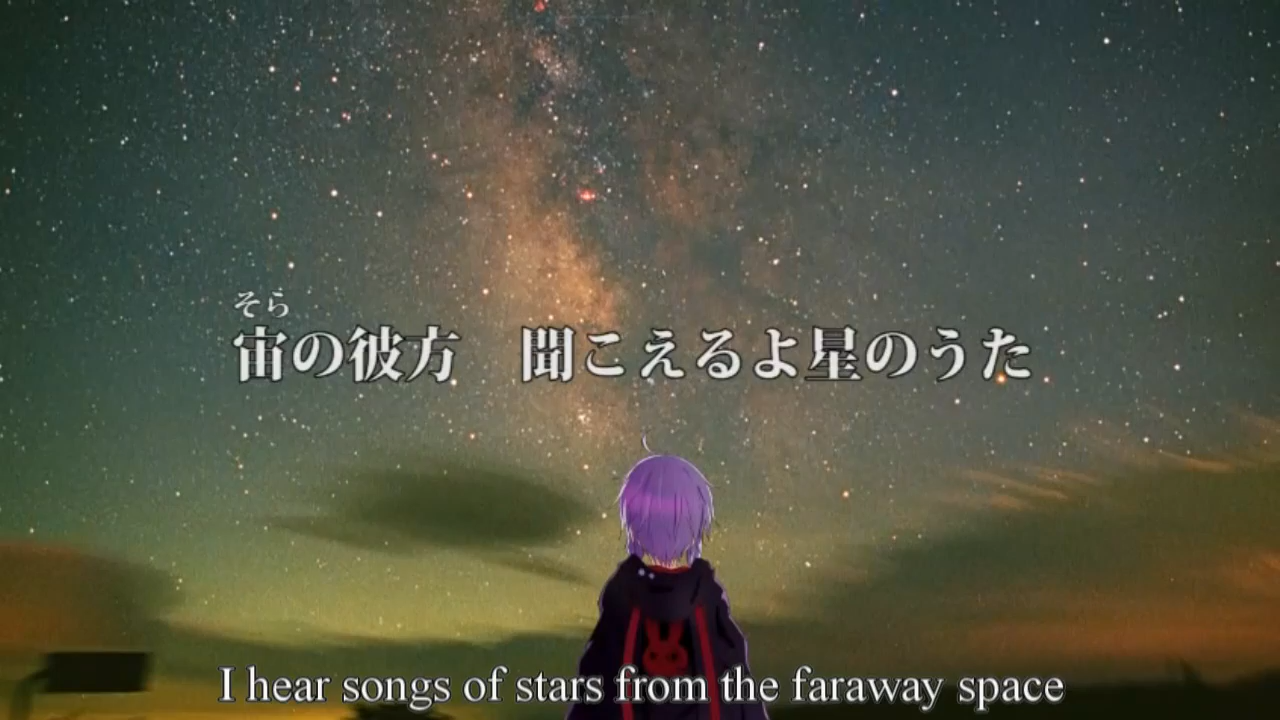 そら
宙の彼方　聞こえるよ星のうた
I hear songs of stars from the faraway space